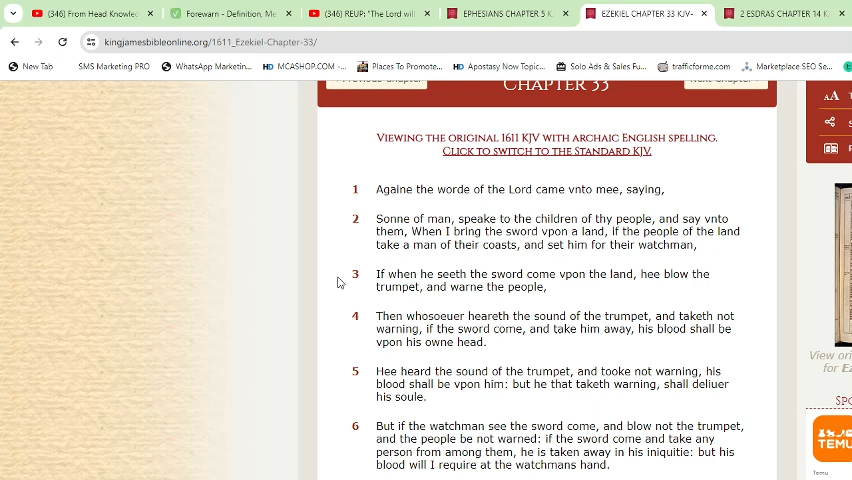 (346) From Head Knowle
Forewarn - Definition, Me
(346) REUP: "The Lord will
EPHESIANS CHAPTER 5 K
EZEKIEL CHAPTER 33 KJV-
2 ESDRAS CHAPTER 14 KJ
kingjamesbibleonline.org/1611_Ezekiel-Chapter-33/
New Tab
SMS Marketing PRO
WhatsApp Marketin...
MCASHOP.COM -...
Places To Promote...
Apostasy Now Topic...
Solo Ads & Safelists
trafficforme.com
Marketplace SEO Se...
CHAPTER 33
Viewing the original 1611 KJV with archaic English spelling.
Click to switch to the Standard KJV.
1 Againe the worde of the Lord came vnto mee, saying,
2 Sonne of man, speake to the children of thy people, and say vnto
them, When I bring the sword vpon a land, if the people of the land
take a man of their coasts, and set him for their watchman,
3 If when he seeth the sword come vpon the land, hee blow the
trumpet, and warne the people,
4 Then whosoeuer heareth the sound of the trumpet, and taketh not
warning, if the sword come, and take him away, his blood shall be
vpon his owne head.
5 Hee heard the sound of the trumpet, and tooke not warning, his
blood shall be vpon him: but he that taketh warning, shall deliuer
his soule.
6 But if the watchman see the sword come, and blow not the trumpet,
and the people be not warned: if the sword come and take any
person from among them, he is taken away in his iniquitie: but his
blood will I require at the watchmans hand.
AA
View ori
for Ez
Spo
TEMU
Temu